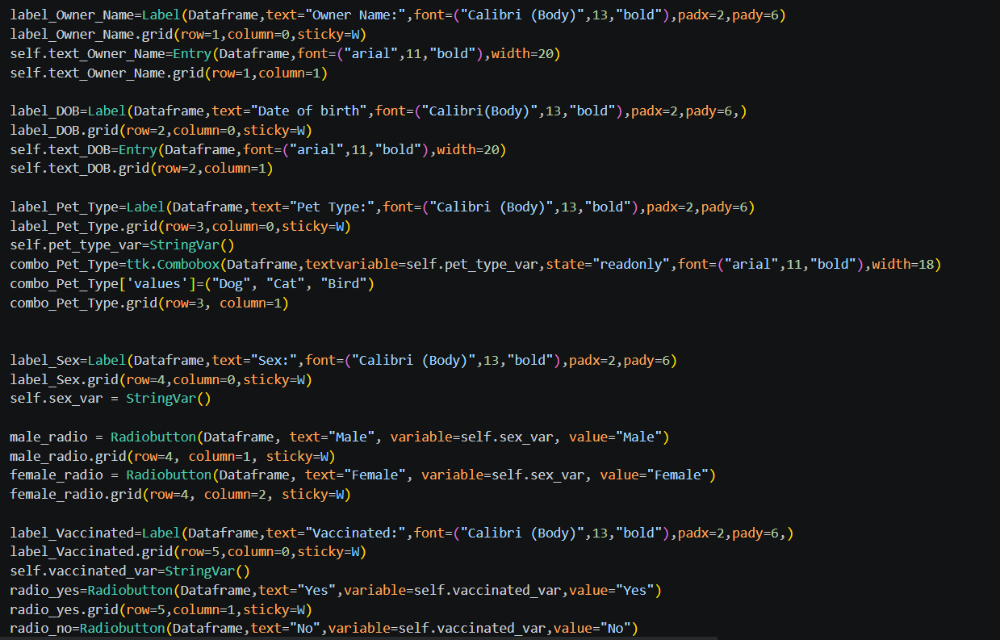 label_Owner_Name=Label(Dataframe,text="Owner Name:",font=("Calibri (Body)",13,"bold"),padx=2,pady=6)
label_Owner_Name.grid(row=1,column=0,sticky=W)
self.text_Owner_Name=Entry(Dataframe,font=("arial",11,"bold"),width=20)
self.text_Owner_Name.grid(row=1,column=1)
label_DOB=Label(Dataframe,text="Date of birth",font=("Calibri(Body)",13,"bold"),padx=2,pady=6,)
label_DOB.grid(row=2,column=0,sticky=W)
self.text_DOB=Entry(Dataframe,font=("arial",11,"bold"),width=20)
self.text_DOB.grid(row=2,column=1)
label_Pet_Type=Label(Dataframe,text="Pet Type:",font=("Calibri (Body)",13,"bold"),padx=2,pady=6)
label_Pet_Type.grid(row=3,column=0,sticky=W)
self.pet_type_var=StringVar()
combo_Pet_Type=ttk.Combobox(Dataframe,textvariable=self.pet_type_var,state="readonly",font=("arial",11,"bold"),width=18)
combo_Pet_Type['values']=("Dog", "Cat", "Bird")
combo_Pet_Type.grid(row=3, column=1)
label_Sex=Label(Dataframe,text="Sex:",font=("Calibri (Body)",13,"bold"),padx=2,pady=6)
label_Sex.grid(row=4,column=0,sticky=W)
self.sex_var = StringVar()
male_radio = Radiobutton(Dataframe, text="Male", variable=self.sex_var, value="Male")
male_radio.grid(row=4, column=1, sticky=W)
female_radio = Radiobutton(Dataframe, text="Female", variable=self.sex_var, value="Female")
female_radio.grid(row=4, column=2, sticky=W)
label_Vaccinated=Label(Dataframe,text="Vaccinated:",font=("Calibri (Body)",13,"bold"),padx=2,pady=6,)
label_Vaccinated.grid(row=5,column=0,sticky=W)
self.vaccinated_var=StringVar()
radio_yes=Radiobutton(Dataframe,text="Yes",variable=self.vaccinated_var,value="Yes")
radio_yes.grid(row=5,column=1,sticky=W)
radio_no=Radiobutton(Dataframe,text="No",variable=self.vaccinated_var,value="No")